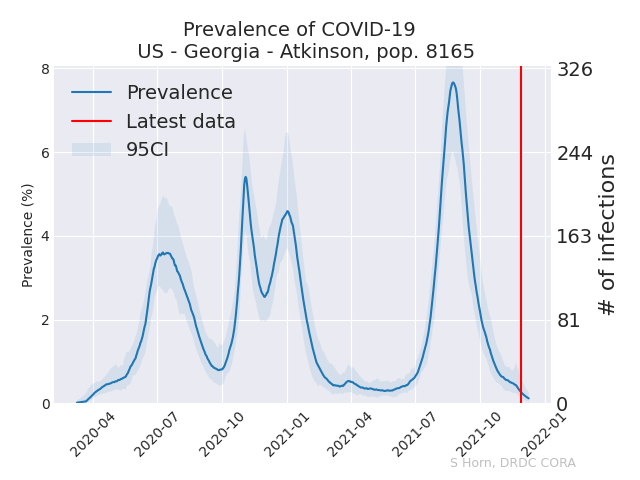 Prevalence of COVID-19
US - Georgia - Atkinson, pop. 8165
Prevalence
Latest data
95CI
Prevalence (%)
8
6
4
2
0
326
244
163
81
0
# of infections
2020-04
2020-07
2020-10
2021-01
2021-04
2021-07
2021-10
2022-01
S Horn, DRDC CORA